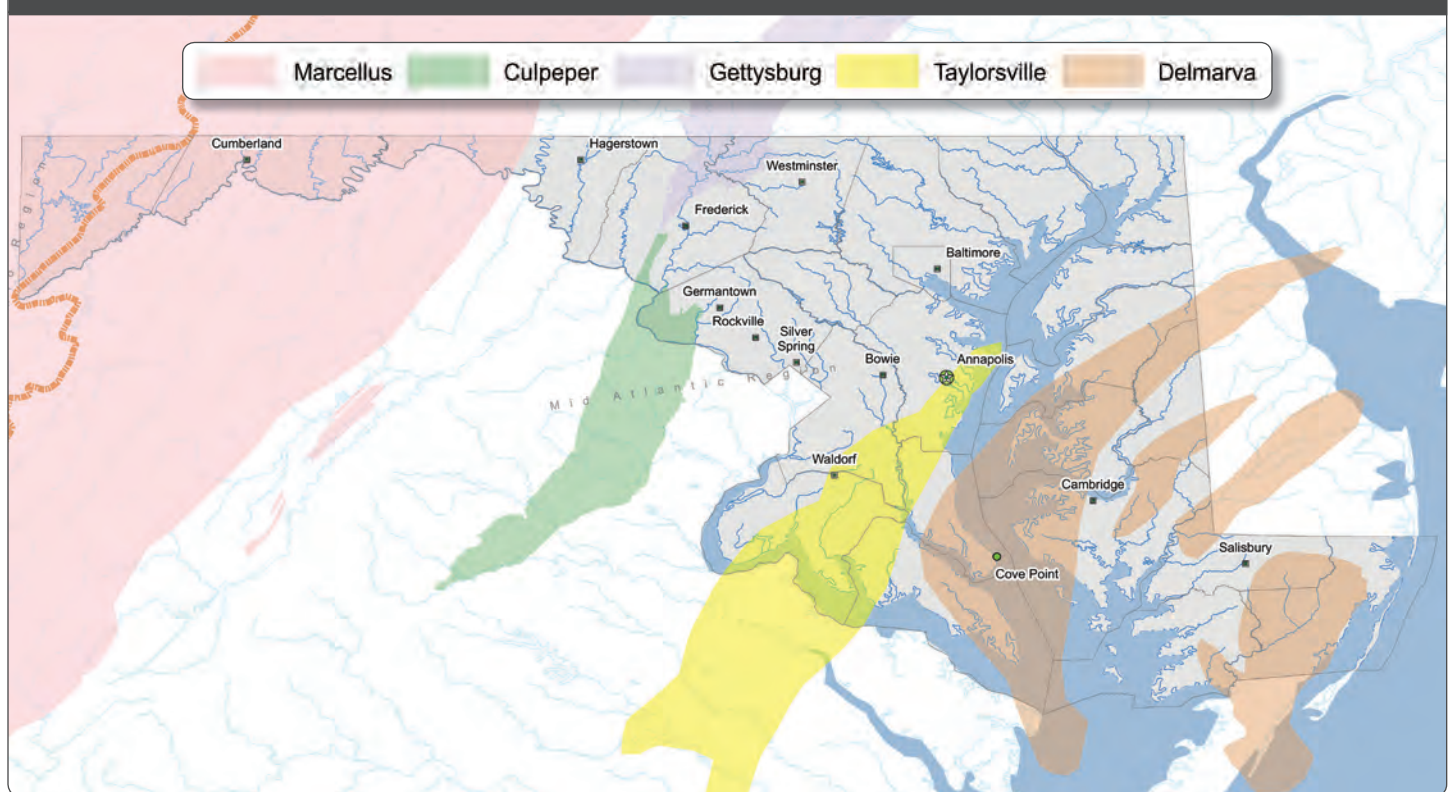 Marcellus Culpeper Gettysburg Taylorsville Delmarva
Cumberland
Hagerstown
Westminster
Region
Frederick
Baltimore
Germantown
Rockville
Silver
Spring
Bowie
Annapolis
Mid Atlantic Region
Waldorf
Cambridge
Salisbury
Cove Point